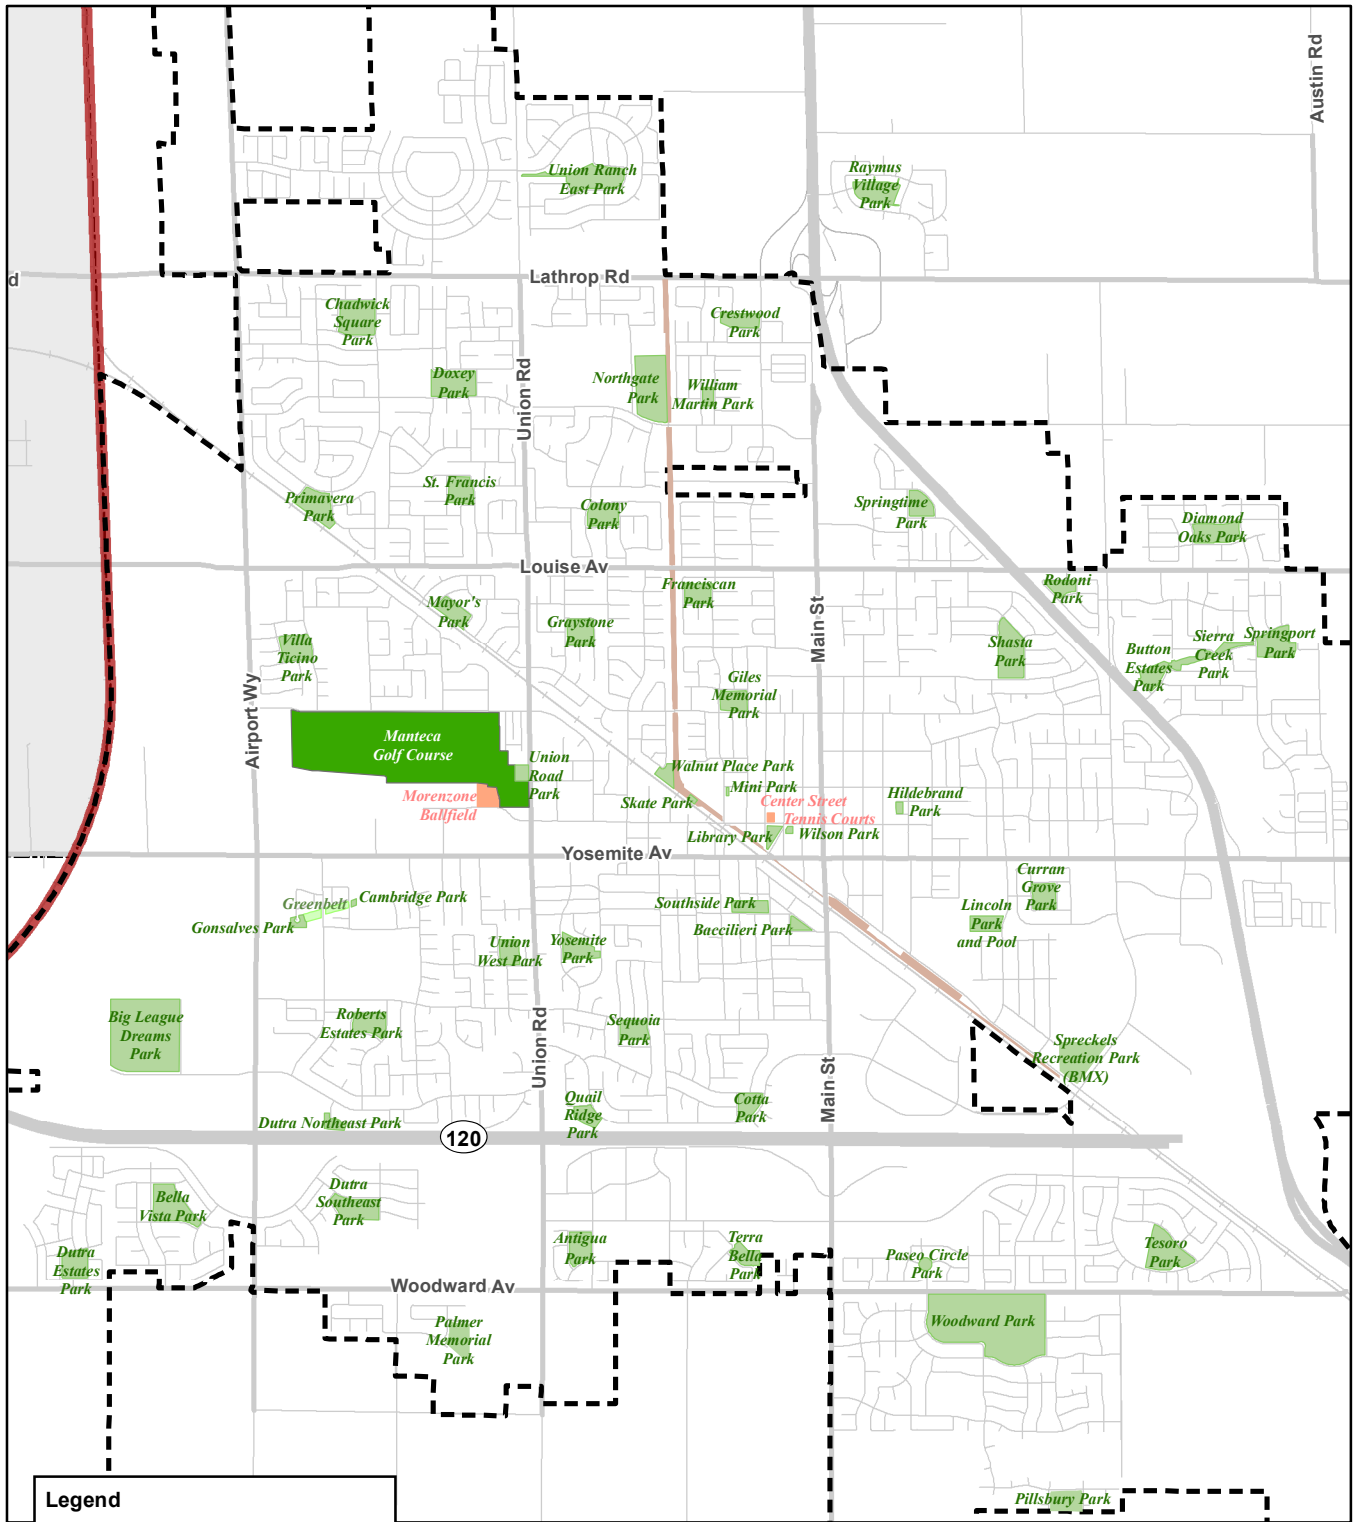 Austin Rd
Union Ranch
East Park
Raymus
Village
Park
d
Lathrop Rd
Chadwick
Square
Park
Crestwood
Park
Doxey
Park
Union Rd
Northgate
Park
William
Martin Park
St. Francis
Park
Primavera
Park
Colony
Park
Springtime
Park
Diamond
Oaks Park
Louise Av
Franciscan
Park
Rodoni
Park
Mayor's
Park
Graystone
Park
Main St
Villa
Ticino
Park
Shasta
Park
Button
Estates
Park
Sierra
Creek
Park
Springport
Park
Giles
Memorial
Park
Airport Wy
Manteca
Golf Course
Union
Road
Park
Walnut Place Park
Mini Park
Morenzone
Ballfield
Skate Park
Center Street
Tennis Courts
Hildebrand
Park
Library Park
Wilson Park
Yosemite Av
Curran
Grove
Park
Cambridge Park
Greenbelt
Gonsalves Park
Southside Park
Baccilieri Park
Lincoln
Park
and Pool
Union
West Park
Yosemite
Park
Big League
Dreams
Park
Roberts
Estates Park
Sequoia
Park
Union Rd
Spreckels
Recreation Park
(BMX)
Main St
Quail
Ridge
Park
Cotta
Park
Dutra Northeast Park
120
Bella
Vista Park
Dutra
Southeast
Park
Dutra
Estates
Park
Antigua
Park
Terra
Bella
Park
Paseo Circle
Park
Tesoro
Park
Woodward Av
Palmer
Memorial
Park
Woodward Park
Pillsbury Park
Legend